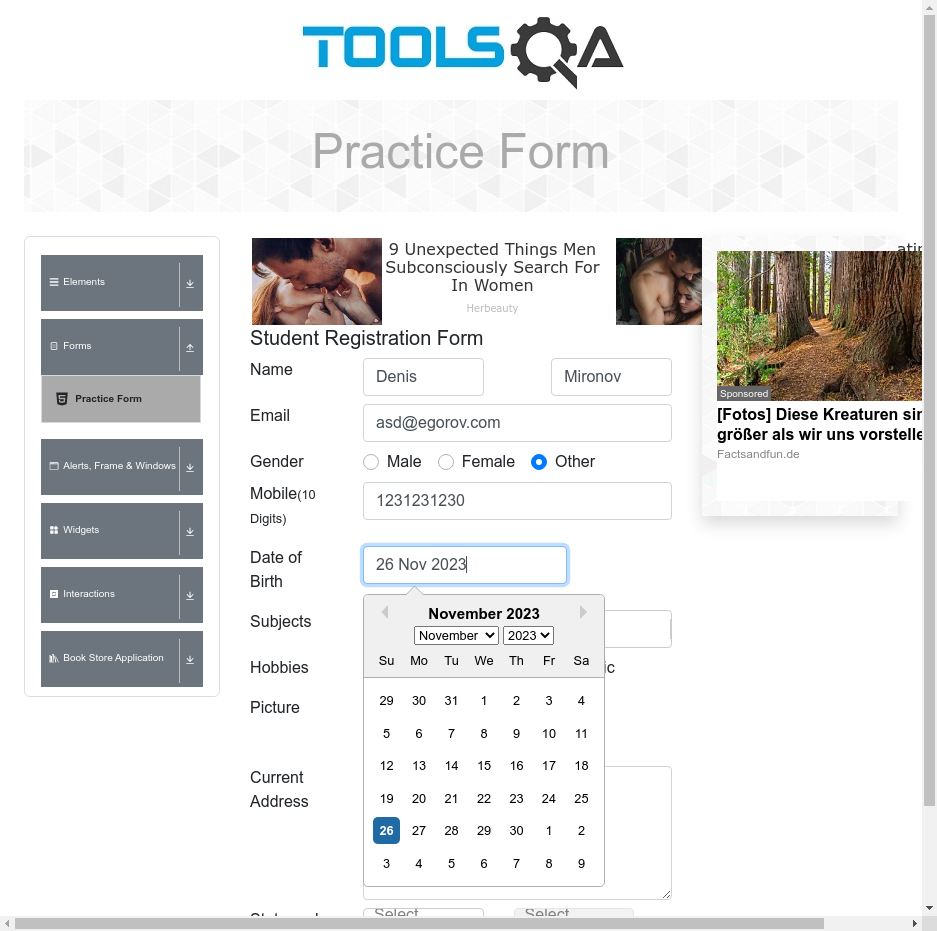 TOOLSQA
Practice Form
Elements
Forms
Practice Form
Alerts, Frame & Windows
Widgets
Interactions
Book Store Application
9 Unexpected Things Men
Subconsciously Search For
In Women
Herbeauty
Sponsored
[Fotos] Diese Kreaturen
größer als wir uns
Factsandfun.de
Student Registration Form
Name
Denis
Mironov
Email
asd@egorov.com
Gender
Male
Female
Other
Mobile(10
Digits)
1231231230
Date of
Birth
26 Nov 2023
November 2023
November
2023
Su Mo Tu We Th Fr Sa
29 30 31 1 2 3 4
5 6 7 8 9 10 11
12 13 14 15 16 17 18
19 20 21 22 23 24 25
26 27 28 29 30 1 2
3 4 5 6 7 8 9
Subjects
Hobbies
Picture
Current
Address
Select
Select